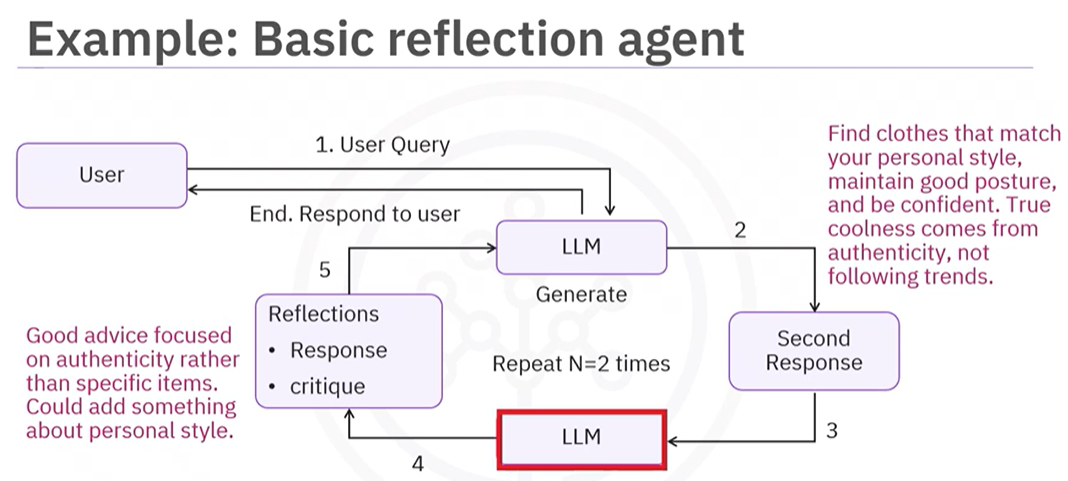 Example: Basic reflection agent
User
1. User Query
End. Respond to user
LLM
Generate
2
Find clothes that match
your personal style,
maintain good posture,
and be confident. True
coolness comes from
authenticity, not
following trends.
Second
Response
3
Repeat N=2 times
LLM
4
Reflections
• Response
• critique
5
Good advice focused
on authenticity rather
than specific items.
Could add something
about personal style.